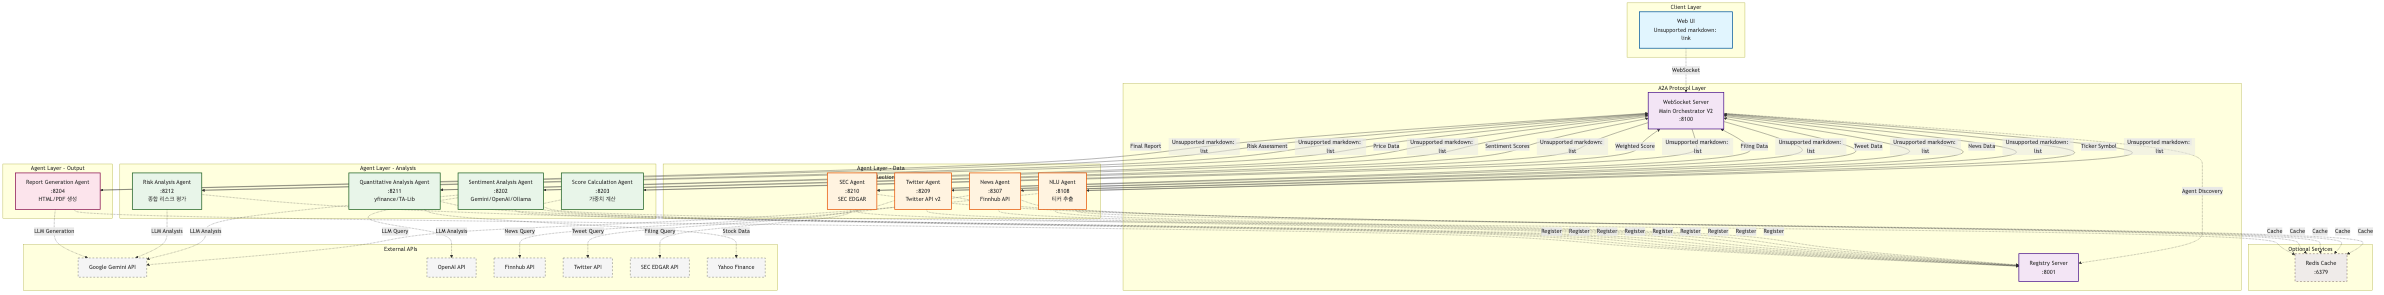 Client Layer
Web UI
Unsupported markdown:
link
WebSocket
A2A Protocol Layer
WebSocket Server
Main Orchestrator V2
:8100
Final Report
Unsupported markdown:
list
Risk Assessment
Unsupported markdown:
list
Price Data
Unsupported markdown:
list
Sentiment Scores
Unsupported markdown:
list
Weighted Score
Unsupported markdown:
list
Filing Data
Unsupported markdown:
list
Tweet Data
Unsupported markdown:
list
News Data
Unsupported markdown:
list
Ticker Symbol
Unsupported markdown:
list
Agent Layer - Output
Report Generation Agent
:8204
HTML/PDF 생성
Agent Layer - Analysis
Risk Analysis Agent
:8212
종합 리스크 평가
Quantitative Analysis Agent
:8211
yfinance/TA-Lib
Sentiment Analysis Agent
:8202
Gemini/OpenAI/Ollama
Score Calculation Agent
:8203
가중치 계산
Agent Layer - Data
SEC Agent
:8210
SEC EDGAR
Twitter Agent
:8209
Twitter API v2
News Agent
:8307
Finnhub API
NLU Agent
:8108
티커 추출
Agent Discovery
LLM Generation
LLM Analysis
LLM Analysis
LLM Query
LLM Analysis
News Query
Tweet Query
Filing Query
Stock Data
Register
Register
Register
Register
Register
Register
Register
Register
Register
Cache
Cache
Cache
Cache
Cache
External APIs
Google Gemini API
OpenAI API
Finnhub API
Twitter API
SEC EDGAR API
Yahoo Finance
Registry Server
:8001
Optional Services
Redis Cache
:6379